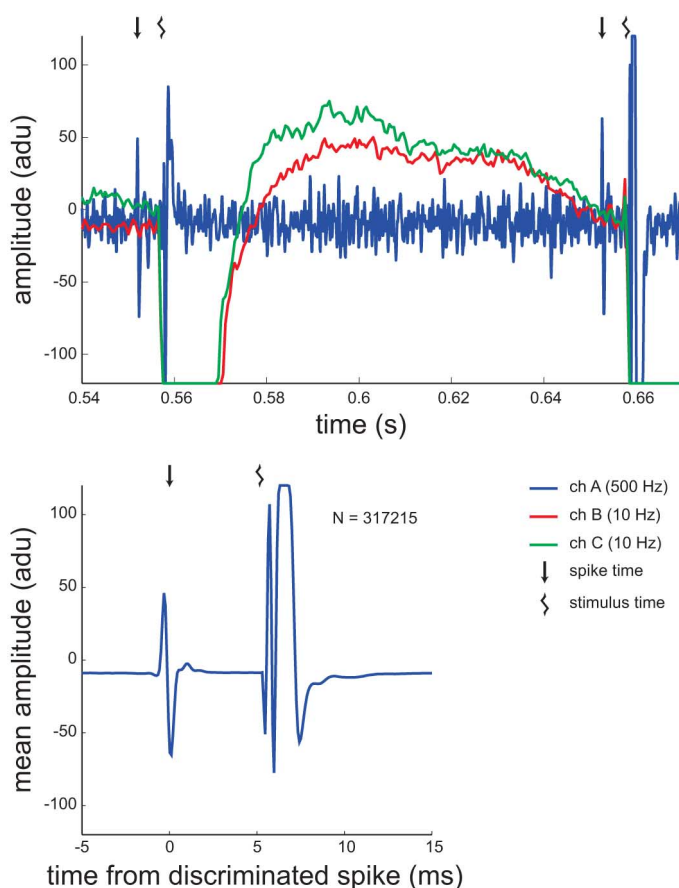 100
50
0
-50
-100
amplitude (adu)
0.54 0.56 0.58 0.6 0.62 0.64 0.66
time (s)
100
50
0
-50
-100
mean amplitude (adu)
N = 317215
-5 0 5 10 15
time from discriminated spike (ms)
ch A (500 Hz)
ch B (10 Hz)
ch C (10 Hz)
spike time
stimulus time